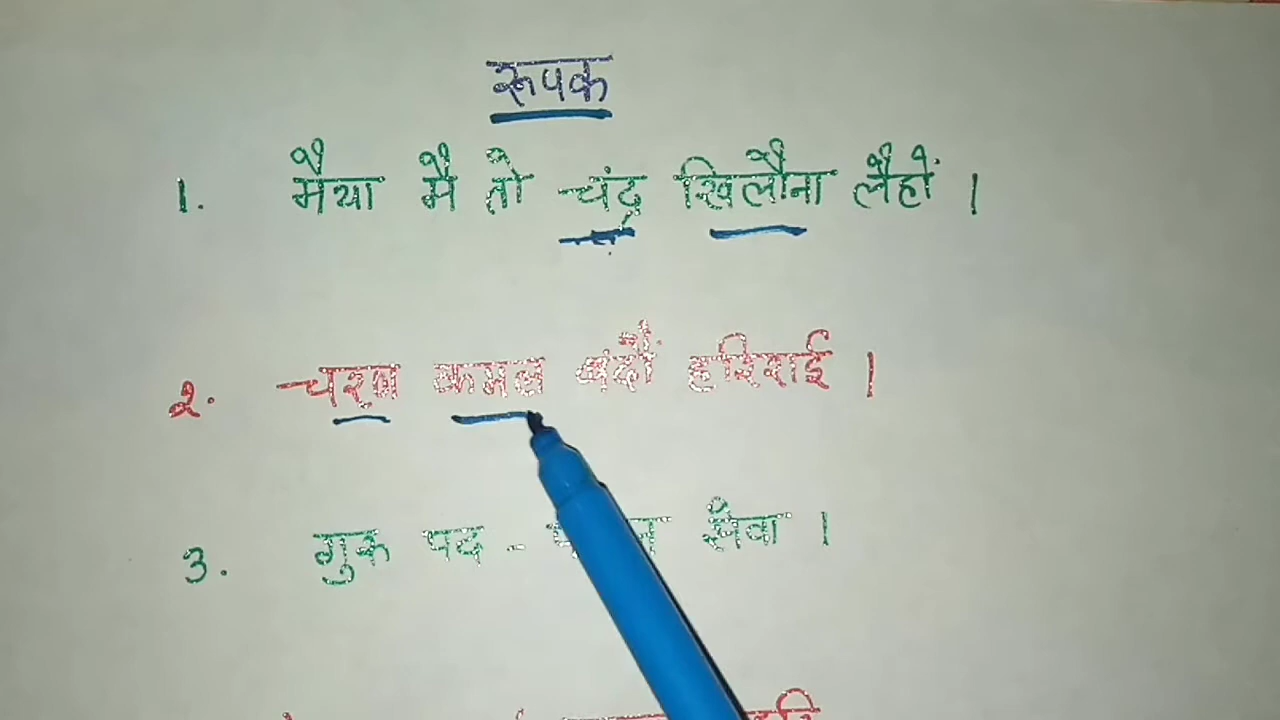 रूपक
1. मैया मै तो चंद्र खिलौना लैहों ।
2. चरण कमल बंदौं हरिराई ।
3. गुरू पद - सेवा ।